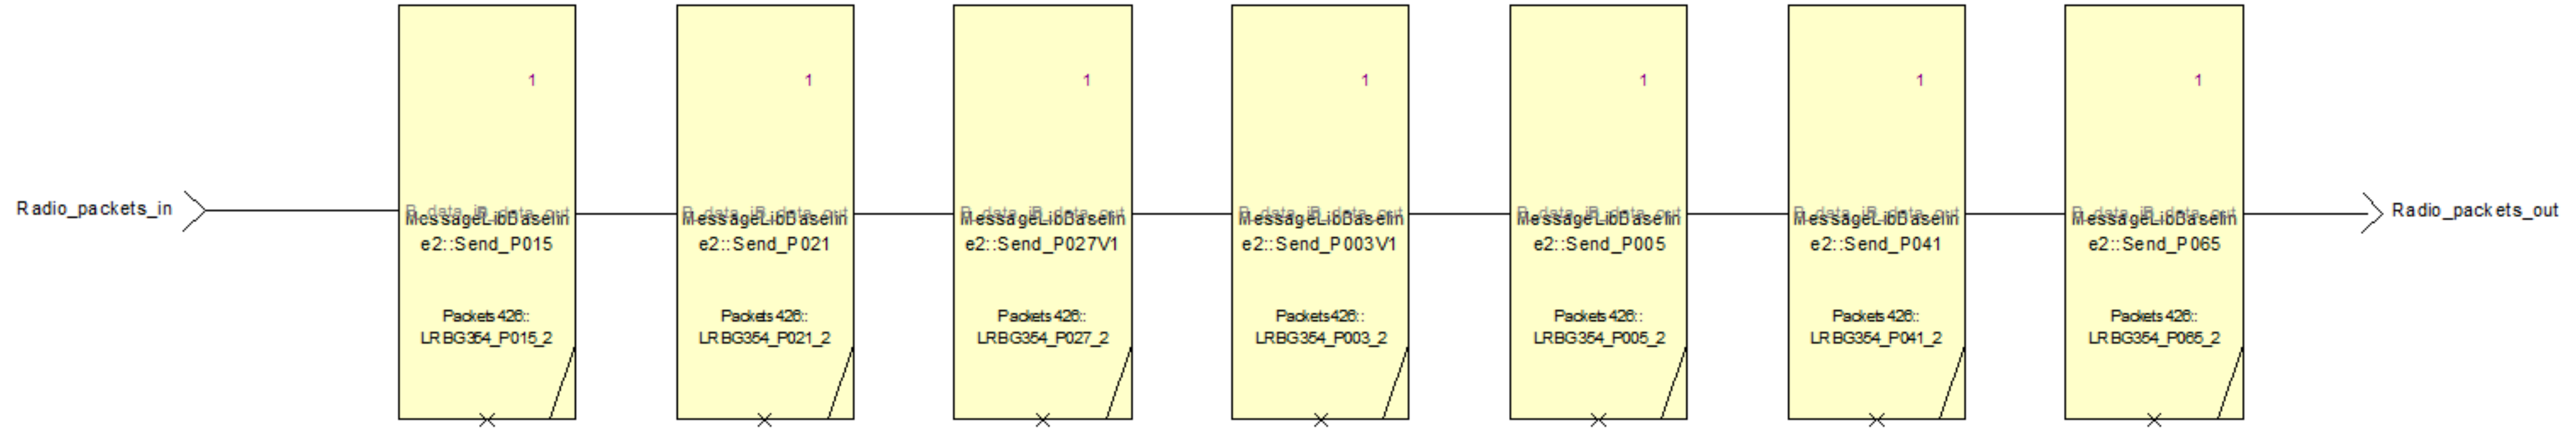 Radio_packets_in
1
MessageLibBaselin
e2::Send_P015
Packets426::
LRBG354_P015_2
1
MessageLibBaselin
e2::Send_P021
Packets426::
LRBG354_P021_2
1
MessageLibBaselin
e2::Send_P027V1
Packets426::
LRBG354_P027_2
1
MessageLibBaselin
e2::Send_P003V1
Packets426::
LRBG354_P003_2
1
MessageLibBaselin
e2::Send_P005
Packets426::
LRBG354_P005_2
1
MessageLibBaselin
e2::Send_P041
Packets426::
LRBG354_P041_2
1
MessageLibBaselin
e2::Send_P065
Packets426::
LRBG354_P065_2
Radio_packets_out